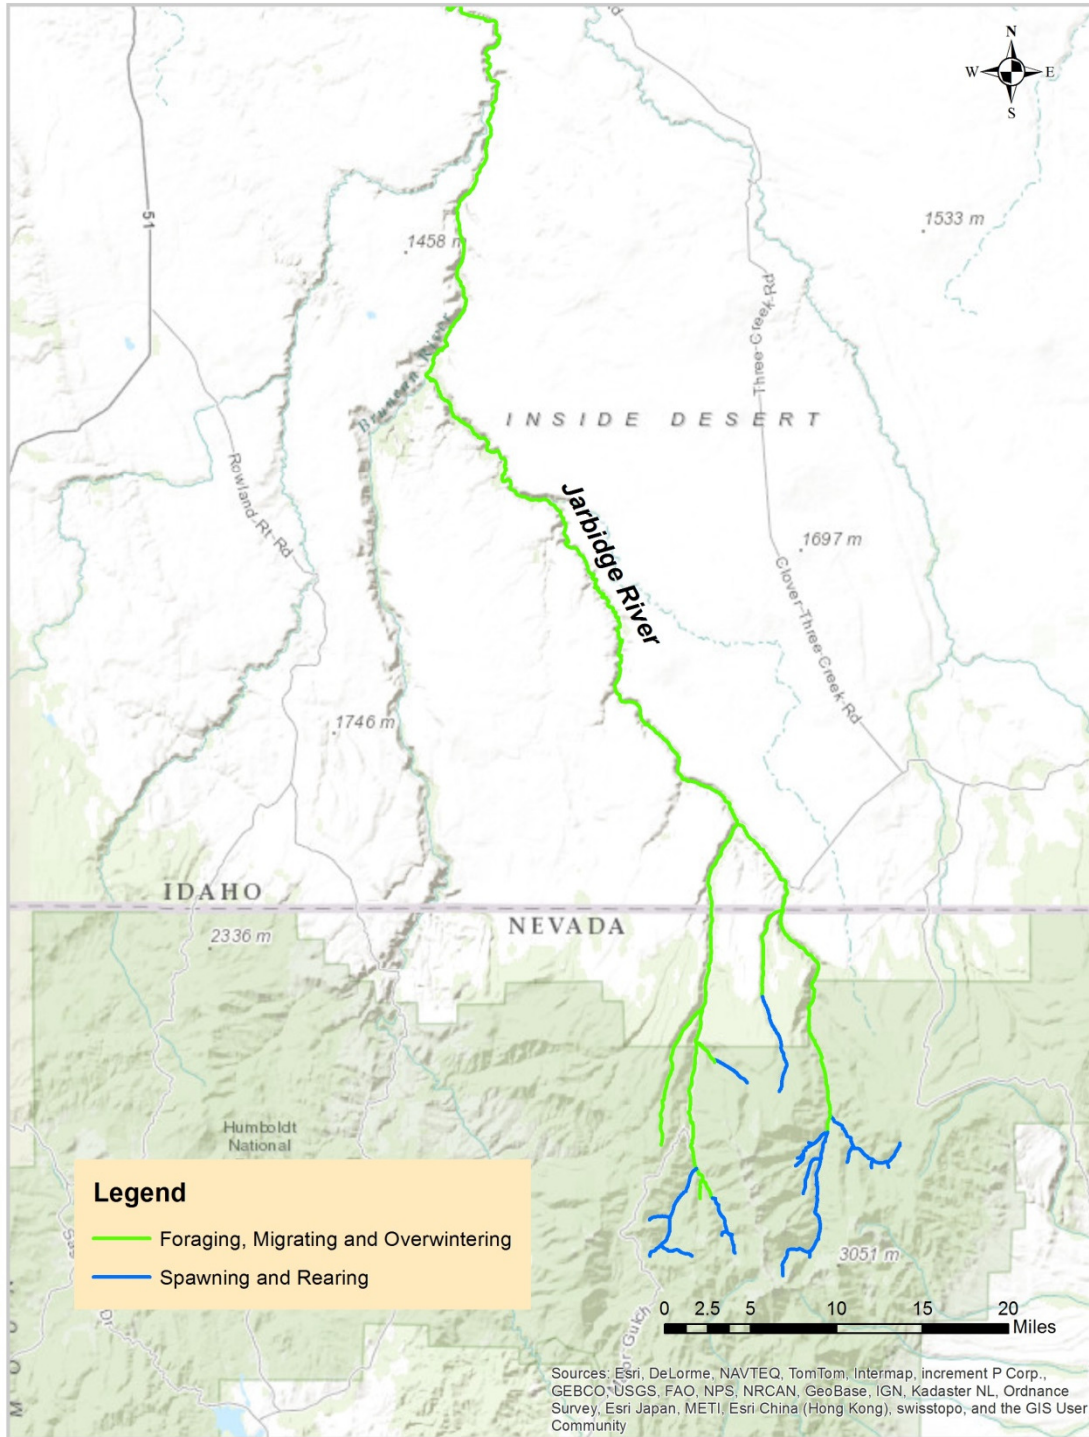 N
W E
S
51
1458 m
1533 m
Three-Creek-Rd
Bruneau River
INSIDE DESERT
Rowland-Rt Rd
Jarbidge River
1697 m
Clover-Three-Creek Rd
1746 m
IDAHO
NEVADA
2336 m
Humboldt
National
Legend
Foraging, Migrating and Overwintering
Spawning and Rearing
3051 m
0 2.5 5 10 15 20
Miles
Dr
Gulch
Sources: Esri, DeLorme, NAVTEQ, TomTom, Intermap, increment P Corp.,
GEBCO, USGS, FAO, NPS, NRCAN, GeoBase, IGN, Kadaster NL, Ordnance
Survey, Esri Japan, METI, Esri China (Hong Kong), swisstopo, and the GIS User
Community